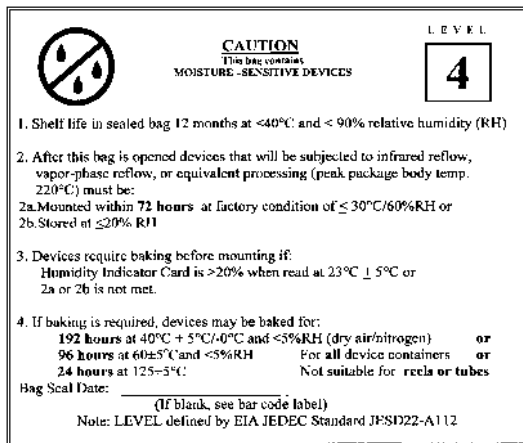 LEVEL
CAUTION
This bag contains
MOISTURE -SENSITIVE DEVICES
4
1. Shelf life in sealed bag 12 months at <40°C and < 90% relative humidity (RH)
2. After this bag is opened devices that will be subjected to infrared reflow,
vapor-phase reflow, or equivalent processing (peak package body temp.
220°C) must be:
2a.Mounted within 72 hours at factory condition of ≤ 30°C/60%RH or
2b.Stored at ≤20% RH
3. Devices require baking before mounting if:
Humidity Indicator Card is >20% when read at 23°C ± 5°C or
2a or 2b is not met.
4. If baking is required, devices may be baked for:
192 hours at 40°C + 5°C/-0°C and <5%RH (dry air/nitrogen) or
96 hours at 60±5°C and <5%RH For all device containers or
24 hours at 125±5°C Not suitable for reels or tubes
Bag Seal Date:
(If blank, see bar code label)
Note: LEVEL defined by EIA JEDEC Standard JESD22-A112